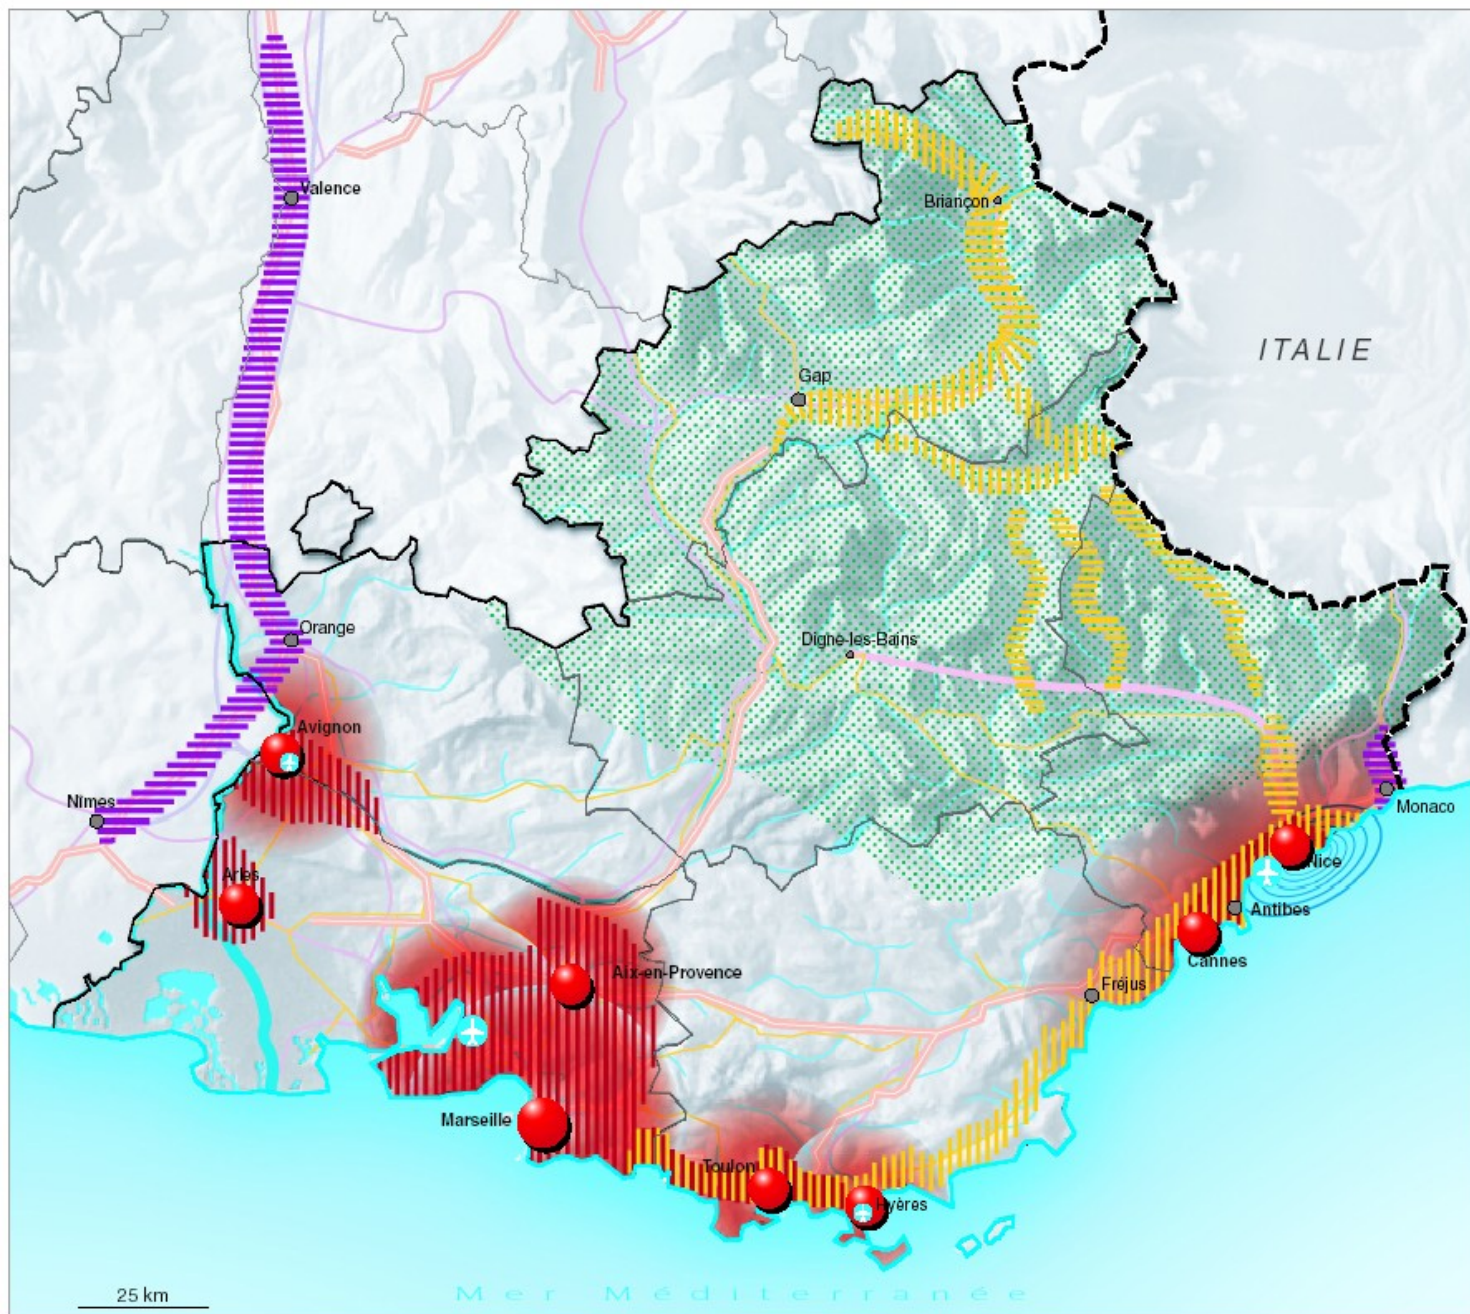 Valence
Briançon
ITALIE
Gap
Orange
Digne-les-Bains
Avignon
Nîmes
Monaco
Arles
Nice
Antibes
Cannes
Aix-en-Provence
Fréjus
Marseille
Toulon
Hyères
25 km
Mer Méditerranée